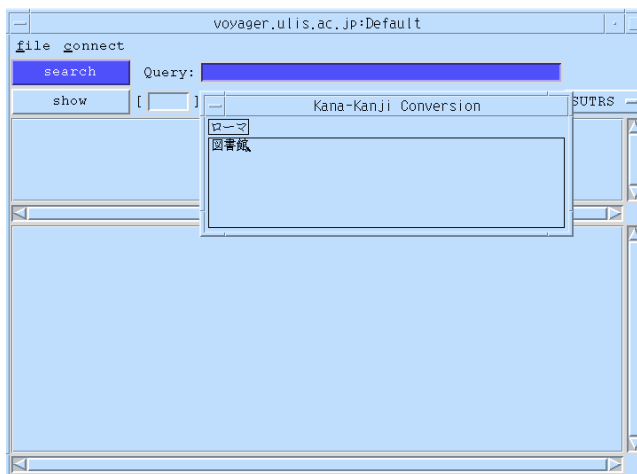 voyager.ulis.ac.jp:Default
file connect
search Query:
show [ ] SUTRS
Kana-Kanji Conversion
ローマ
図書館